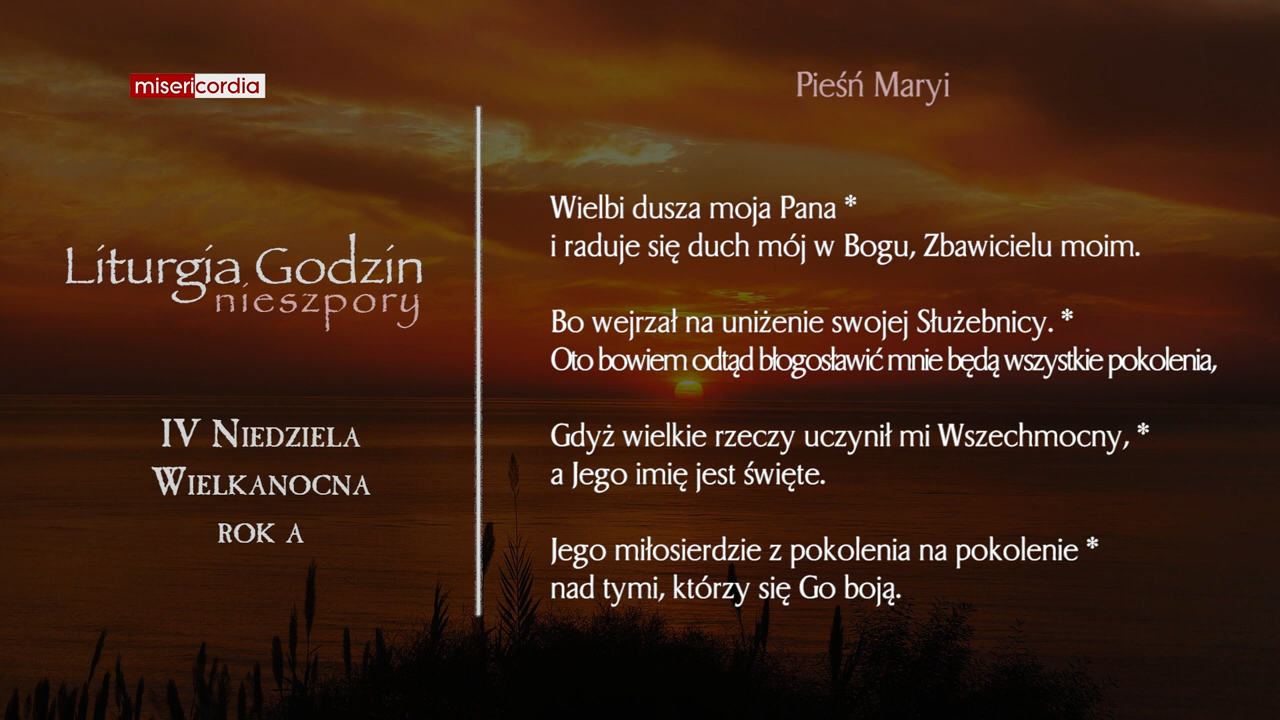 misericordia
Liturgia Godzin
nieszpory
IV Niedziela
Wielkanocna
rok A
Pieśń Maryi
Wielbi dusza moja Pana *
i raduje się duch mój w Bogu, Zbawicielu moim.
Bo wejrzał na uniżenie swojej Służebnicy. *
Oto bowiem odtąd błogosławić mnie będą wszystkie pokolenia,
Gdyż wielkie rzeczy uczynił mi Wszechmocny, *
a Jego imię jest święte.
Jego miłosierdzie z pokolenia na pokolenie *
nad tymi, którzy się Go boją.